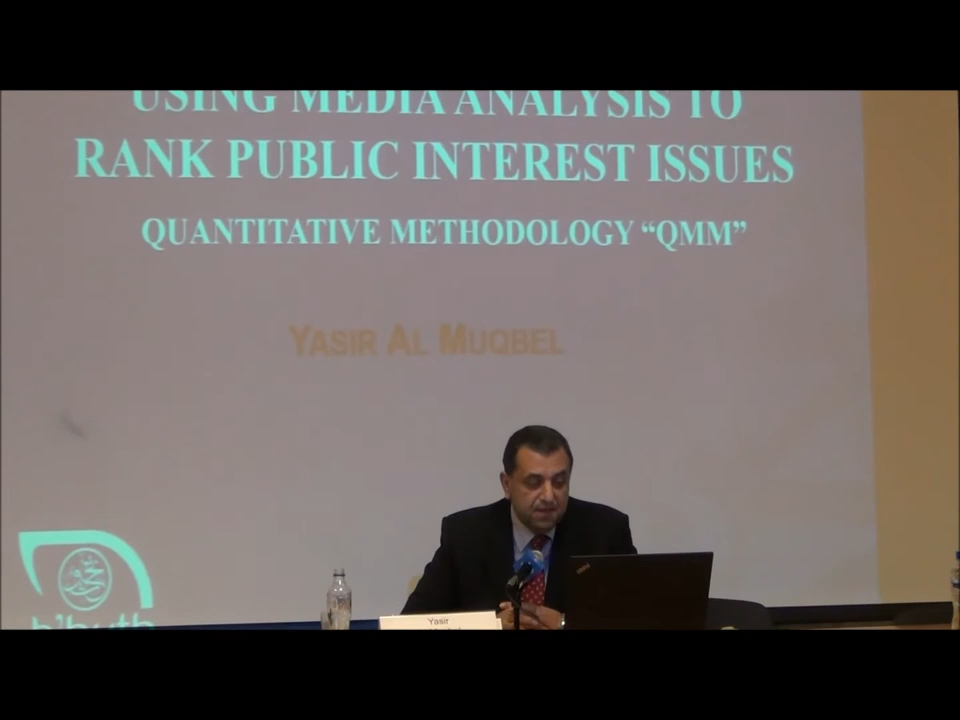 USING MEDIA ANALYSIS TO
RANK PUBLIC INTEREST ISSUES
QUANTITATIVE METHODOLOGY “QMM”
YASIR AL MUQBEL
Yasir